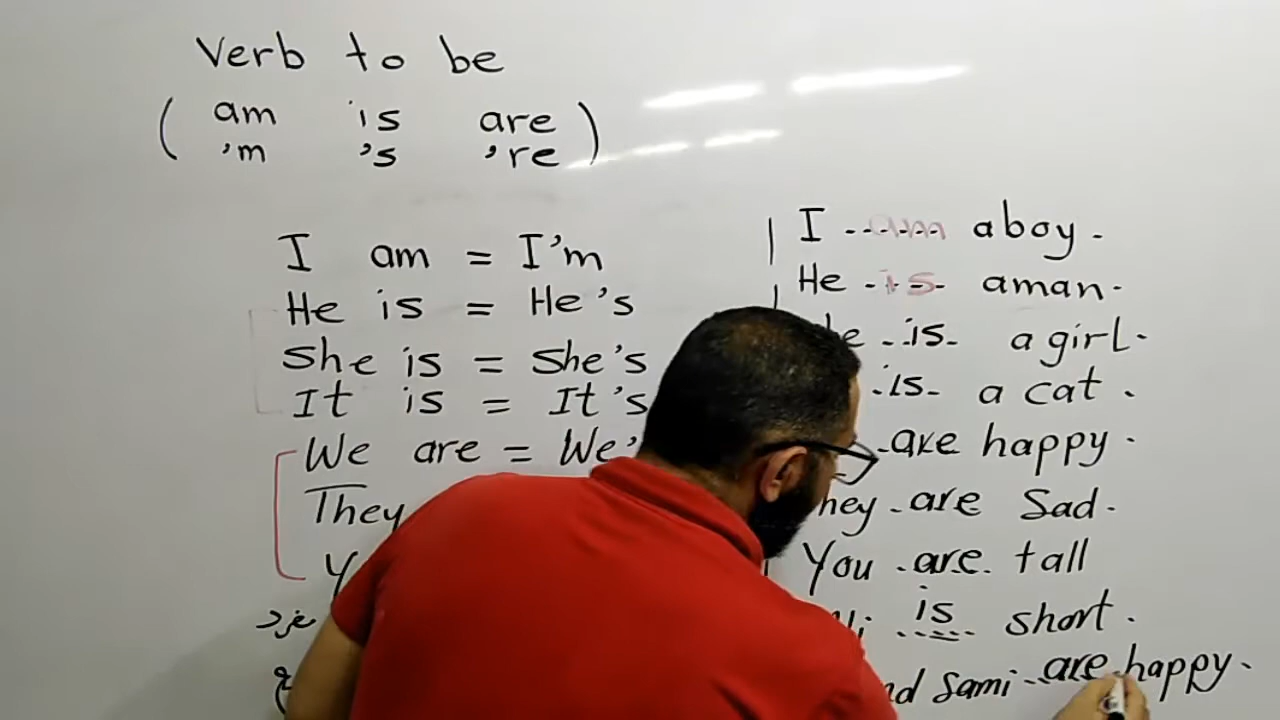 Verb to be
( am is are )
'm 's 're
I am = I'm
He is = He's
She is = She's
It is = It's
We are = We'
They
I ...am... a boy.
He ..is.. a man.
..is. a girl.
.is. a cat.
.are happy.
.are Sad.
You .are. tall
is short.
Sami ..are. happy.